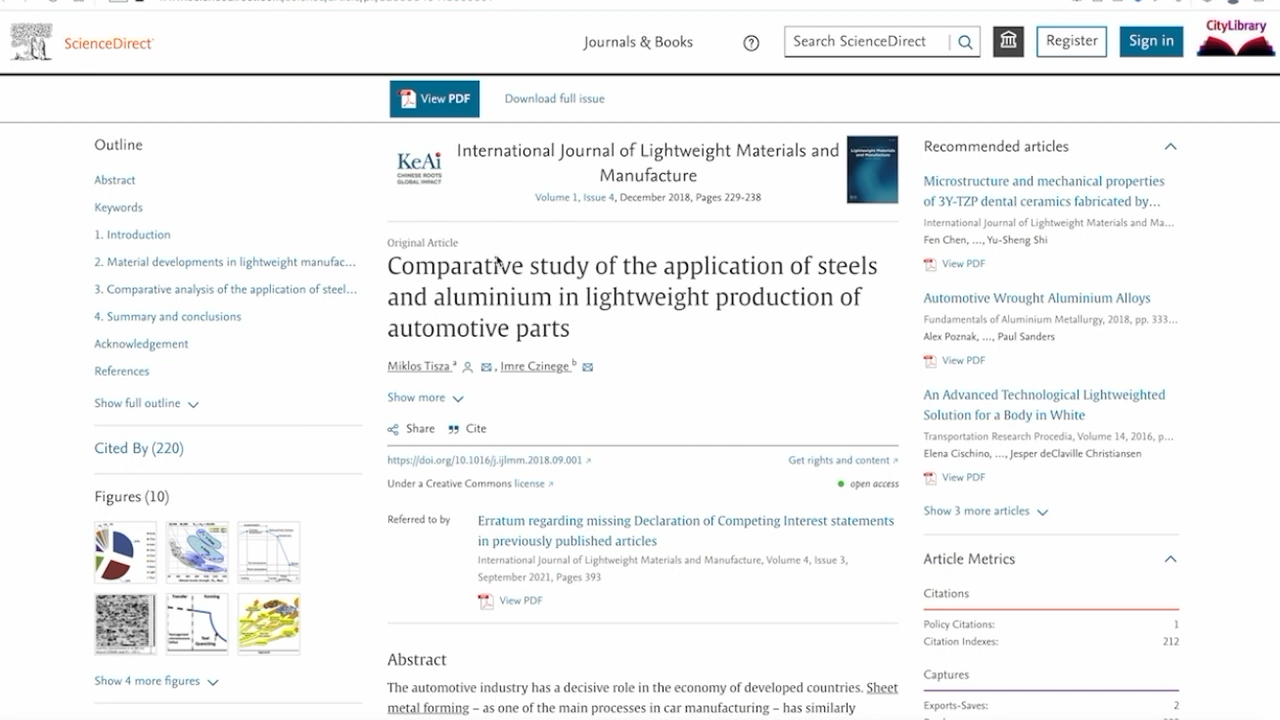 ScienceDirect
Journals & Books
Search ScienceDirect
Register
Sign in
CityLibrary
View PDF
Download full issue
Outline
Abstract
Keywords
1. Introduction
2. Material developments in lightweight manufac...
3. Comparative analysis of the application of steel...
4. Summary and conclusions
Acknowledgement
References
Show full outline
Cited By (220)
Figures (10)
Show 4 more figures
KeAi
CHINESE ROOTS
GLOBAL IMPACT
International Journal of Lightweight Materials and
Manufacture
Volume 1, Issue 4, December 2018, Pages 229-238
Original Article
Comparative study of the application of steels
and aluminium in lightweight production of
automotive parts
Miklos Tisza a, Imre Czinege b
Show more
Share Cite
https://doi.org/10.1016/j.ijlmm.2018.09.001
Get rights and content
Under a Creative Commons license
open access
Referred to by
Erratum regarding missing Declaration of Competing Interest statements
in previously published articles
International Journal of Lightweight Materials and Manufacture, Volume 4, Issue 3,
September 2021, Pages 393
View PDF
Abstract
The automotive industry has a decisive role in the economy of developed countries. Sheet
metal forming – as one of the main processes in car manufacturing – has similarly
Recommended articles
Microstructure and mechanical properties
of 3Y-TZP dental ceramics fabricated by...
International Journal of Lightweight Materials and Ma...
Fen Chen, ..., Yu-Sheng Shi
View PDF
Automotive Wrought Aluminium Alloys
Fundamentals of Aluminium Metallurgy, 2018, pp. 333...
Alex Poznak, ..., Paul Sanders
View PDF
An Advanced Technological Lightweighted
Solution for a Body in White
Transportation Research Procedia, Volume 14, 2016, p...
Elena Cischino, ..., Jesper deClaville Christiansen
View PDF
Show 3 more articles
Article Metrics
Citations
Policy Citations: 1
Citation Indexes: 212
Captures
Exports-Saves: 2